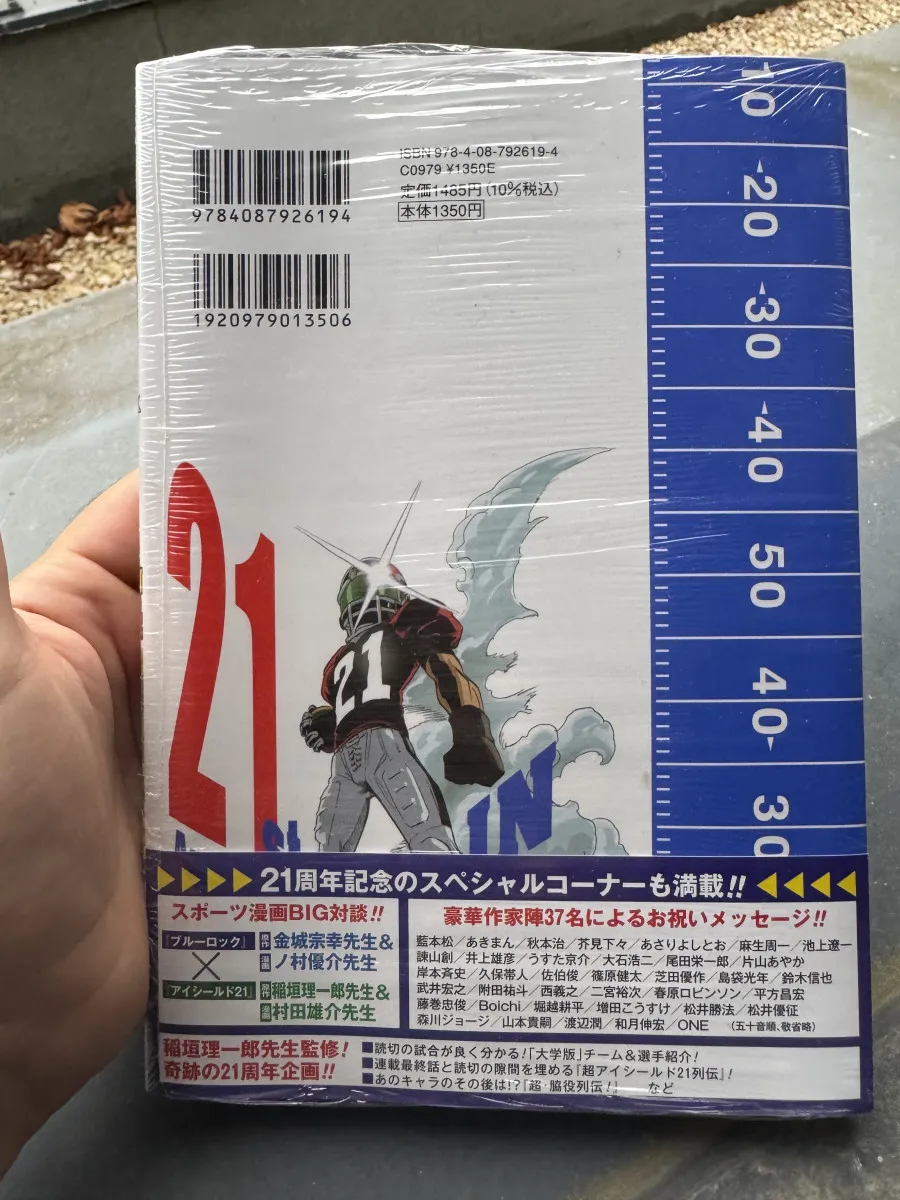 ISBN 978-4-08-792619-4
C0979 ¥1350E
定価1485円(10%税込)
本体1350円
9784087926194
1920979013506
10
20
30
40
50
40
30
21
21
IN
▶▶▶▶21周年記念のスペシャルコーナーも満載!!◀◀◀◀
スポーツ漫画BIG対談!!
『ブルーロック』
原作 金城宗幸先生&
漫画 ノ村優介先生
×
『アイシールド21』
原作 稲垣理一郎先生&
漫画 村田雄介先生
豪華作家陣37名によるお祝いメッセージ!!
藍本松/あきまん/秋本治/芥見下々/あさりよしとお/麻生周一/池上遼一
諫山創/井上雄彦/うすた京介/大石浩二/尾田栄一郎/片山あやか
岸本斉史/久保帯人/佐伯俊/篠原健太/芝田優作/島袋光年/鈴木信也
武井宏之/附田祐斗/西義之/二宮裕次/春原ロビンソン/平方昌宏
藤巻忠俊/Boichi/堀越耕平/増田こうすけ/松井勝法/松井優征
森川ジョージ/山本貴嗣/渡辺潤/和月伸宏/ONE (五十音順、敬省略)
稲垣理一郎先生監修!
奇跡の21周年企画!!
■読切の試合が良く分かる!「大学版」チーム&選手紹介!
■連載最終話と読切の隙間を埋める『超アイシールド21列伝』!
■あのキャラのその後は!?『超・脇役列伝!』 など